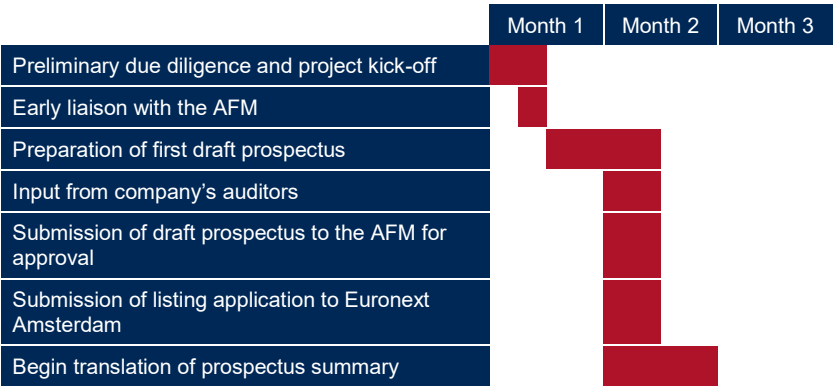 Month 1 Month 2 Month 3
Preliminary due diligence and project kick-off
Early liaison with the AFM
Preparation of first draft prospectus
Input from company's auditors
Submission of draft prospectus to the AFM for
approval
Submission of listing application to Euronext
Amsterdam
Begin translation of prospectus summary